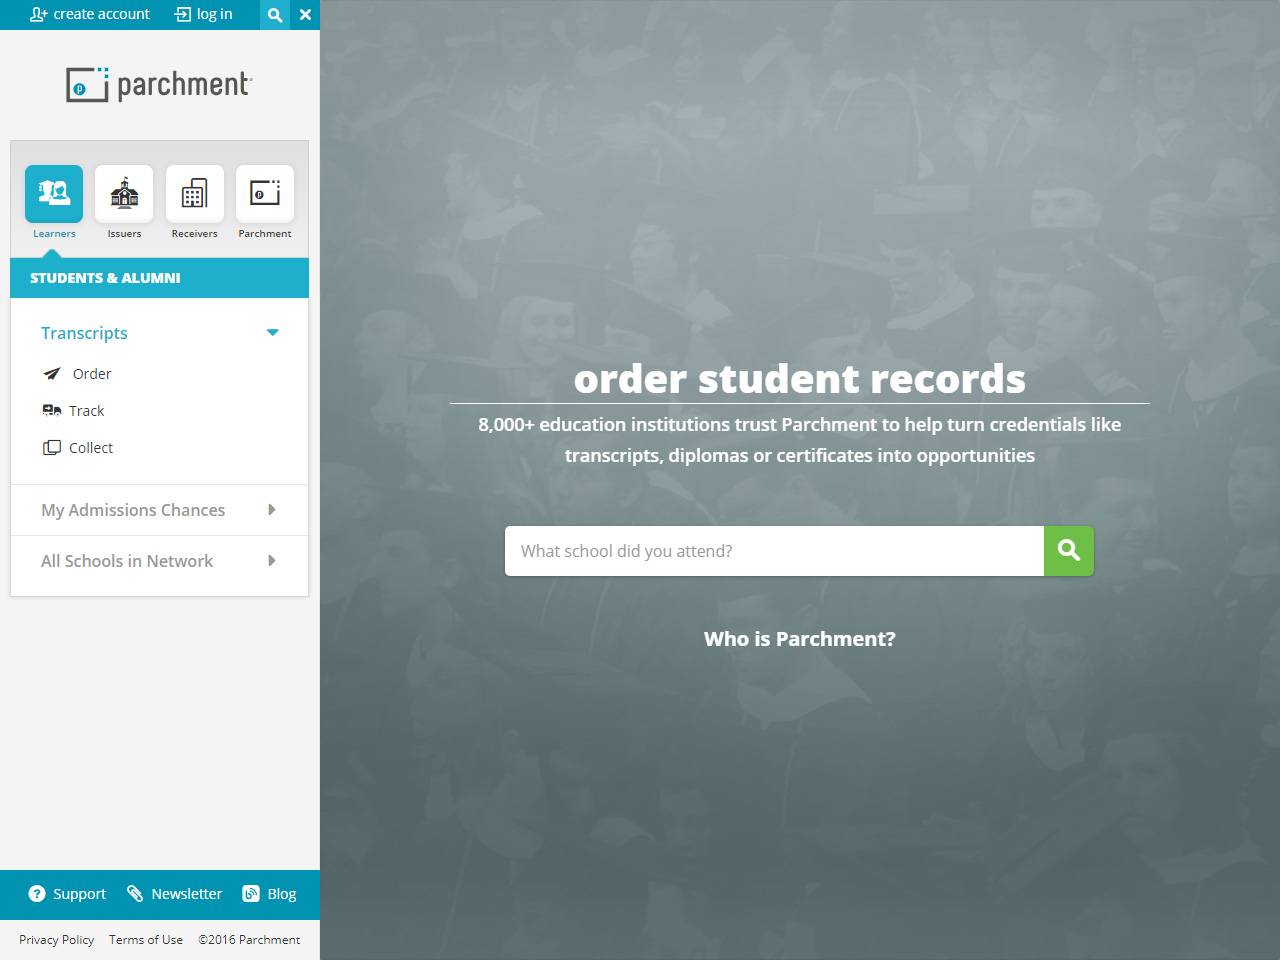 create account
log in
parchment
Learners
Issuers
Receivers
Parchment
STUDENTS & ALUMNI
Transcripts
Order
Track
Collect
My Admissions Chances
All Schools in Network
Support
Newsletter
Blog
Privacy Policy
Terms of Use
©2016 Parchment
order student records
8,000+ education institutions trust Parchment to help turn credentials like
transcripts, diplomas or certificates into opportunities
What school did you attend?
Who is Parchment?